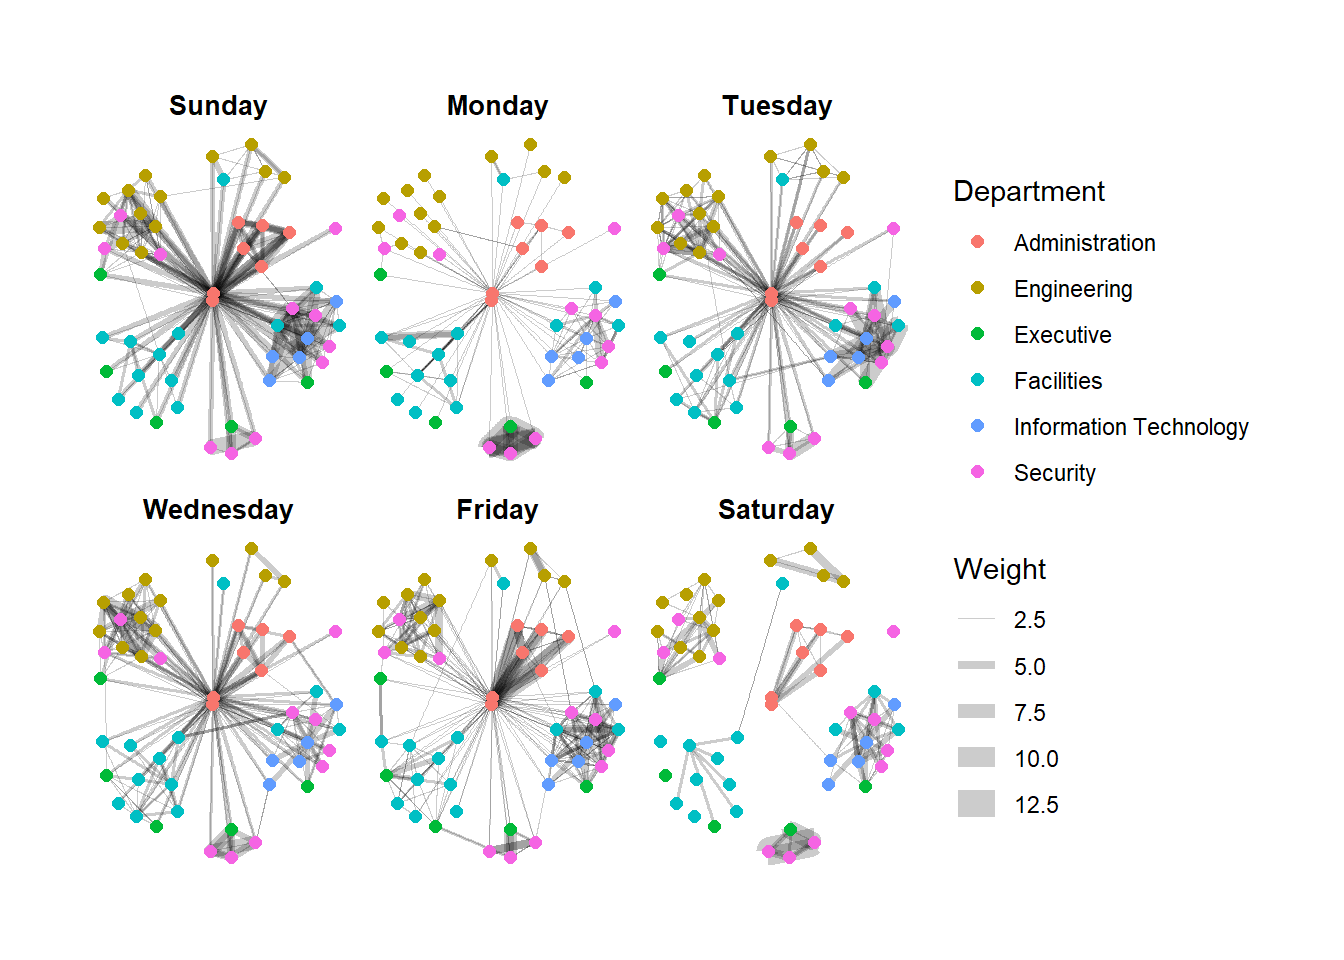 Sunday
Monday
Tuesday
Wednesday
Friday
Saturday
Department
Administration
Engineering
Executive
Facilities
Information Technology
Security
Weight
2.5
5.0
7.5
10.0
12.5